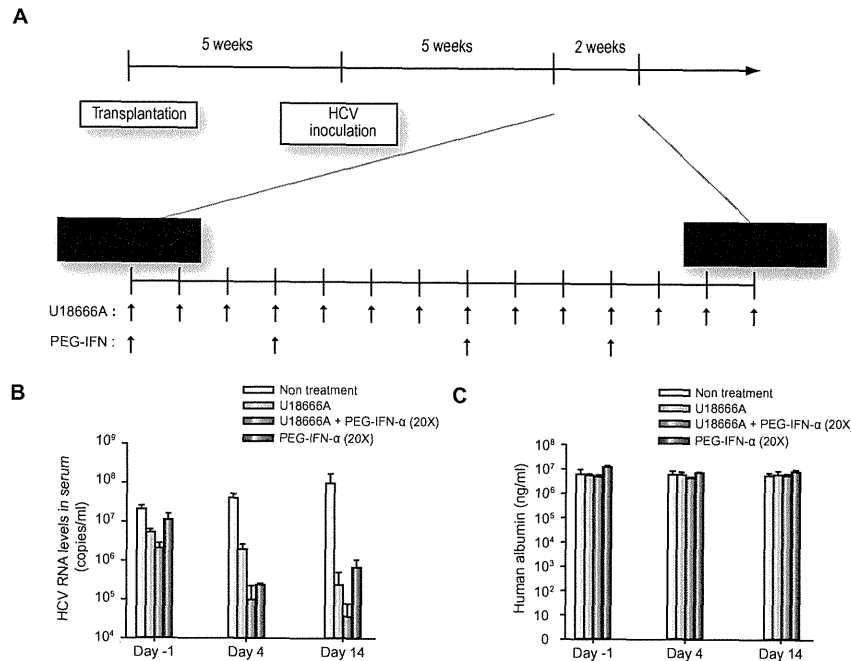 A
5 weeks 5 weeks 2 weeks
Transplantation
HCV
inoculation
U18666A :
PEG-IFN :
B
Non treatment
U18666A
U18666A + PEG-IFN-α (20X)
PEG-IFN-α (20X)
HCV RNA levels in serum
(copies/ml)
10⁹
10⁸
10⁷
10⁶
10⁵
10⁴
Day -1 Day 4 Day 14
C
Non treatment
U18666A
U18666A + PEG-IFN-α (20X)
PEG-IFN-α (20X)
Human albumin (ng/ml)
10⁸
10⁷
10⁶
10⁵
10⁴
10³
10²
10
0
Day -1 Day 4 Day 14